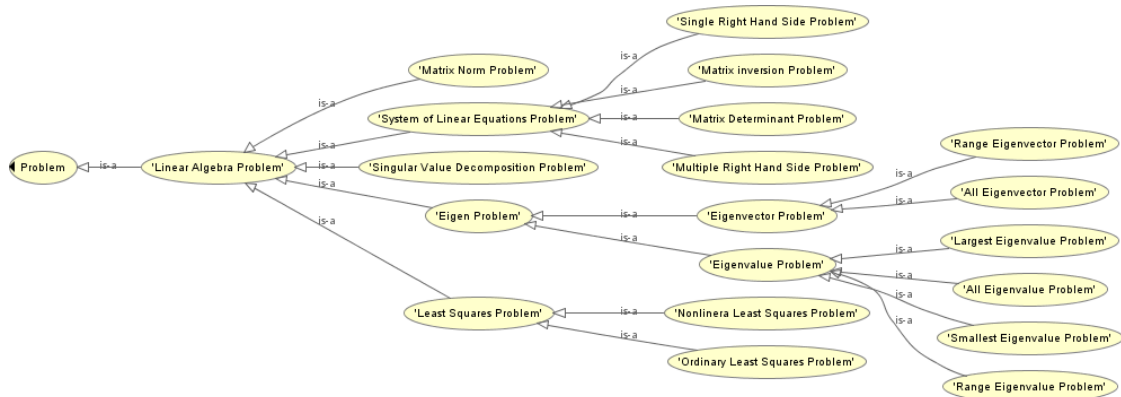 'Single Right Hand Side Problem'
'Matrix Norm Problem'
is-a
is-a
'Matrix inversion Problem'
is-a
'System of Linear Equations Problem'
is-a
'Matrix Determinant Problem'
is-a
is-a
'Range Eigenvector Problem'
Problem
is-a
'Linear Algebra Problem'
is-a
'Singular Value Decomposition Problem'
'Multiple Right Hand Side Problem'
is-a
is-a
'All Eigenvector Problem'
is-a
'Eigen Problem'
is-a
'Eigenvector Problem'
is-a
is-a
'Largest Eigenvalue Problem'
is-a
'Eigenvalue Problem'
is-a
'All Eigenvalue Problem'
is-a
'Least Squares Problem'
is-a
'Nonlinera Least Squares Problem'
is-a
is-a
'Smallest Eigenvalue Problem'
'Ordinary Least Squares Problem'
'Range Eigenvalue Problem'